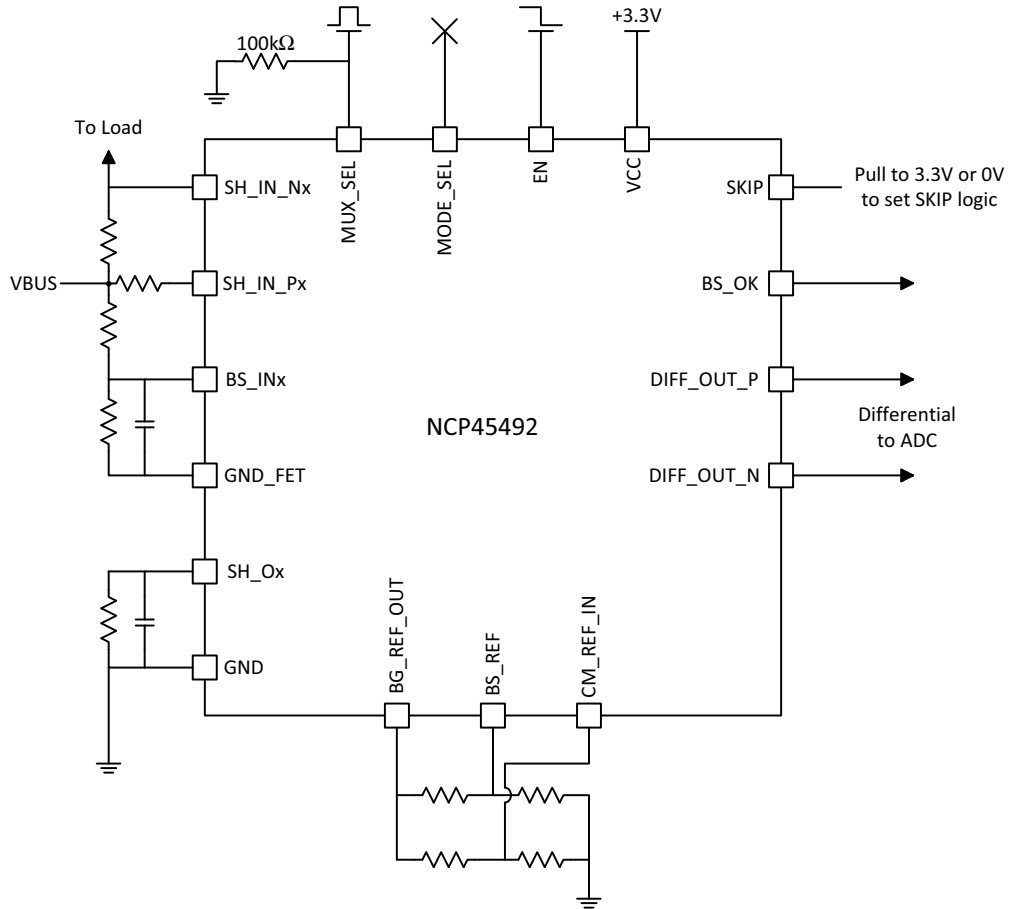 +3.3V
100kΩ
To Load
MUX_SEL
MODE_SEL
EN
VCC
SH_IN_Nx
SKIP
Pull to 3.3V or 0V
to set SKIP logic
VBUS
SH_IN_Px
BS_OK
BS_INx
DIFF_OUT_P
Differential
to ADC
NCP45492
GND_FET
DIFF_OUT_N
SH_Ox
GND
BG_REF_OUT
BS_REF
CM_REF_IN